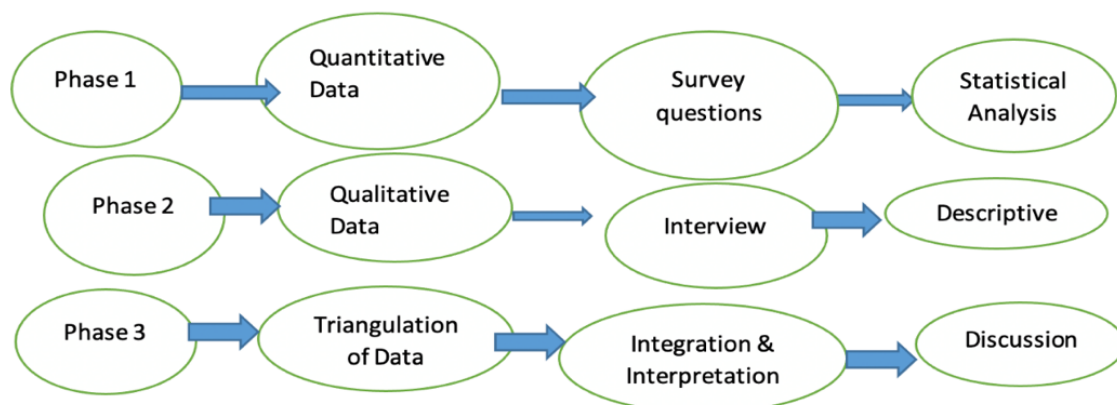 Phase 1
Quantitative
Data
Survey
questions
Statistical
Analysis
Phase 2
Qualitative
Data
Interview
Descriptive
Phase 3
Triangulation
of Data
Integration &
Interpretation
Discussion